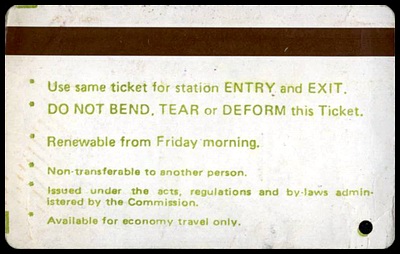 Use same ticket for station ENTRY and EXIT.
DO NOT BEND, TEAR or DEFORM this Ticket.
Renewable from Friday morning.
Non-transferable to another person.
Issued under the acts, regulations and by-laws admin-
istered by the Commission.
Available for economy travel only.